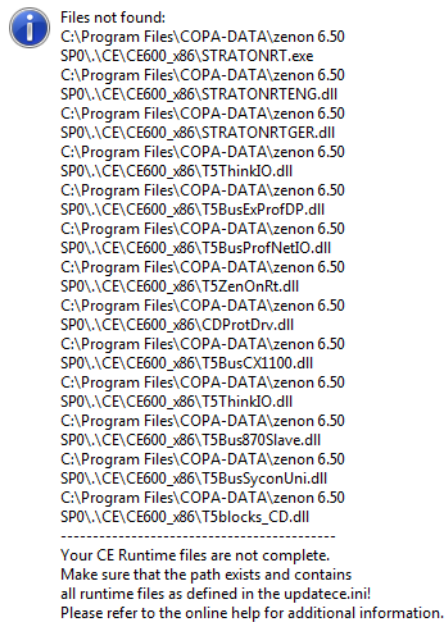 Files not found:
C:\Program Files\COPA-DATA\zenon 6.50
SP0\.\CE\CE600_x86\STRATONRT.exe
C:\Program Files\COPA-DATA\zenon 6.50
SP0\.\CE\CE600_x86\STRATONRTENG.dll
C:\Program Files\COPA-DATA\zenon 6.50
SP0\.\CE\CE600_x86\STRATONRTGER.dll
C:\Program Files\COPA-DATA\zenon 6.50
SP0\.\CE\CE600_x86\T5ThinkIO.dll
C:\Program Files\COPA-DATA\zenon 6.50
SP0\.\CE\CE600_x86\T5BusExProfDP.dll
C:\Program Files\COPA-DATA\zenon 6.50
SP0\.\CE\CE600_x86\T5BusProfNetIO.dll
C:\Program Files\COPA-DATA\zenon 6.50
SP0\.\CE\CE600_x86\T5ZenOnRt.dll
C:\Program Files\COPA-DATA\zenon 6.50
SP0\.\CE\CE600_x86\CDProtDrv.dll
C:\Program Files\COPA-DATA\zenon 6.50
SP0\.\CE\CE600_x86\T5BusCX1100.dll
C:\Program Files\COPA-DATA\zenon 6.50
SP0\.\CE\CE600_x86\T5ThinkIO.dll
C:\Program Files\COPA-DATA\zenon 6.50
SP0\.\CE\CE600_x86\T5Bus870Slave.dll
C:\Program Files\COPA-DATA\zenon 6.50
SP0\.\CE\CE600_x86\T5BusSyconUni.dll
C:\Program Files\COPA-DATA\zenon 6.50
SP0\.\CE\CE600_x86\T5blocks_CD.dll
-------------------------------------------
Your CE Runtime files are not complete.
Make sure that the path exists and contains
all runtime files as defined in the updatece.ini!
Please refer to the online help for additional information.